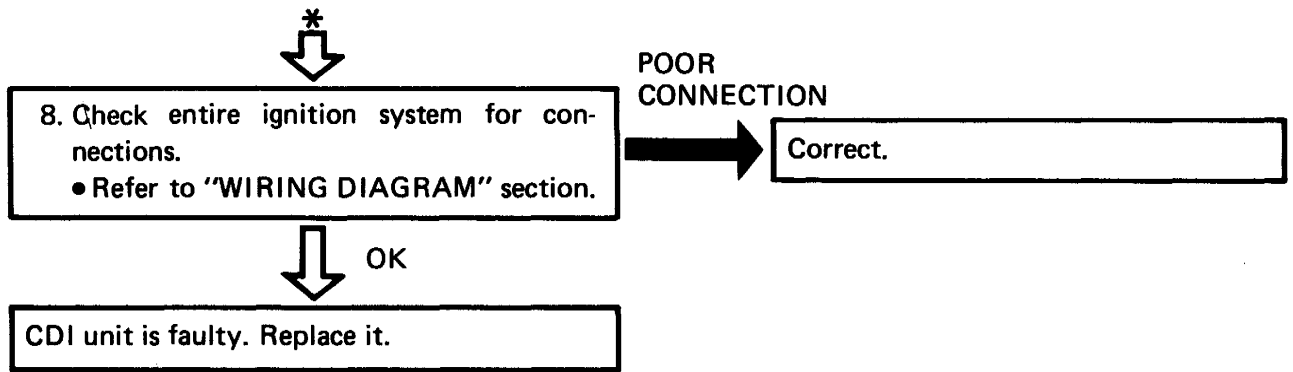 *
8. Check entire ignition system for con-
nections.
● Refer to "WIRING DIAGRAM" section.
POOR
CONNECTION
Correct.
OK
CDI unit is faulty. Replace it.